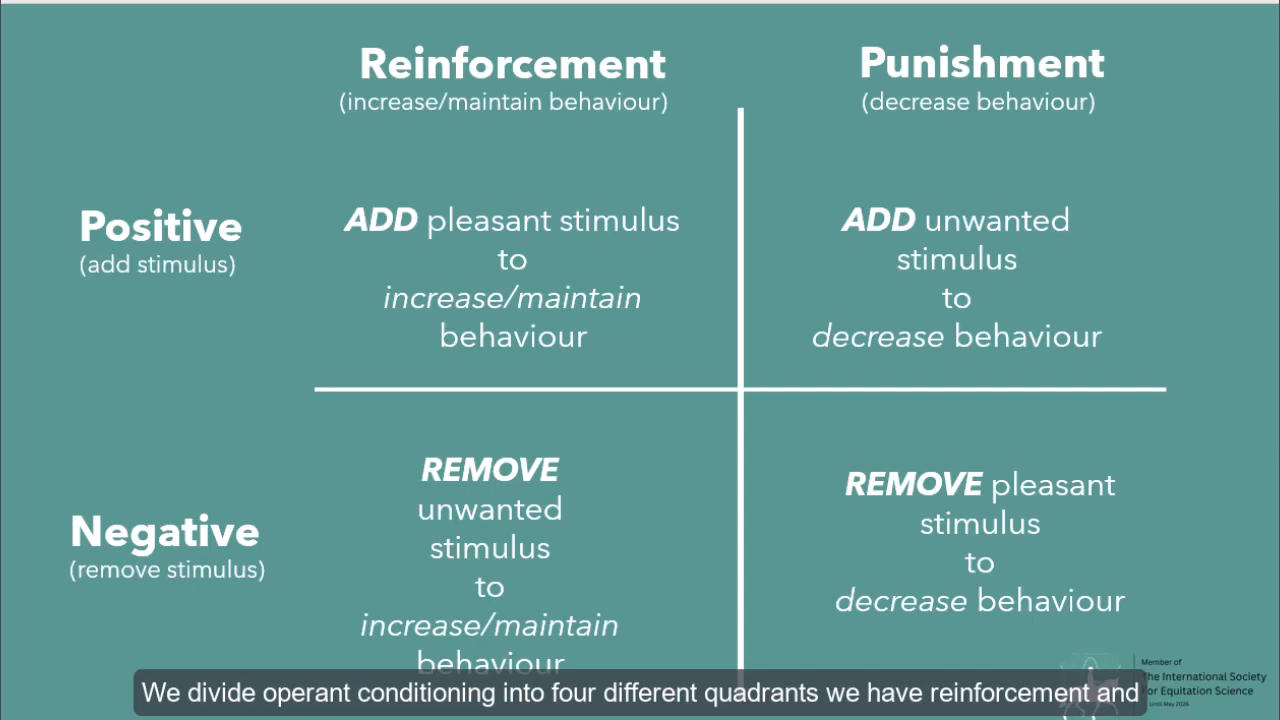 Reinforcement
(increase/maintain behaviour)
Punishment
(decrease behaviour)
Positive
(add stimulus)
ADD pleasant stimulus
to
increase/maintain
behaviour
ADD unwanted
stimulus
to
decrease behaviour
Negative
(remove stimulus)
REMOVE
unwanted
stimulus
to
increase/maintain
behaviour
REMOVE pleasant
stimulus
to
decrease behaviour
We divide operant conditioning into four different quadrants we have reinforcement and
Member of
The International Society
for Equitation Science
Until May 2026